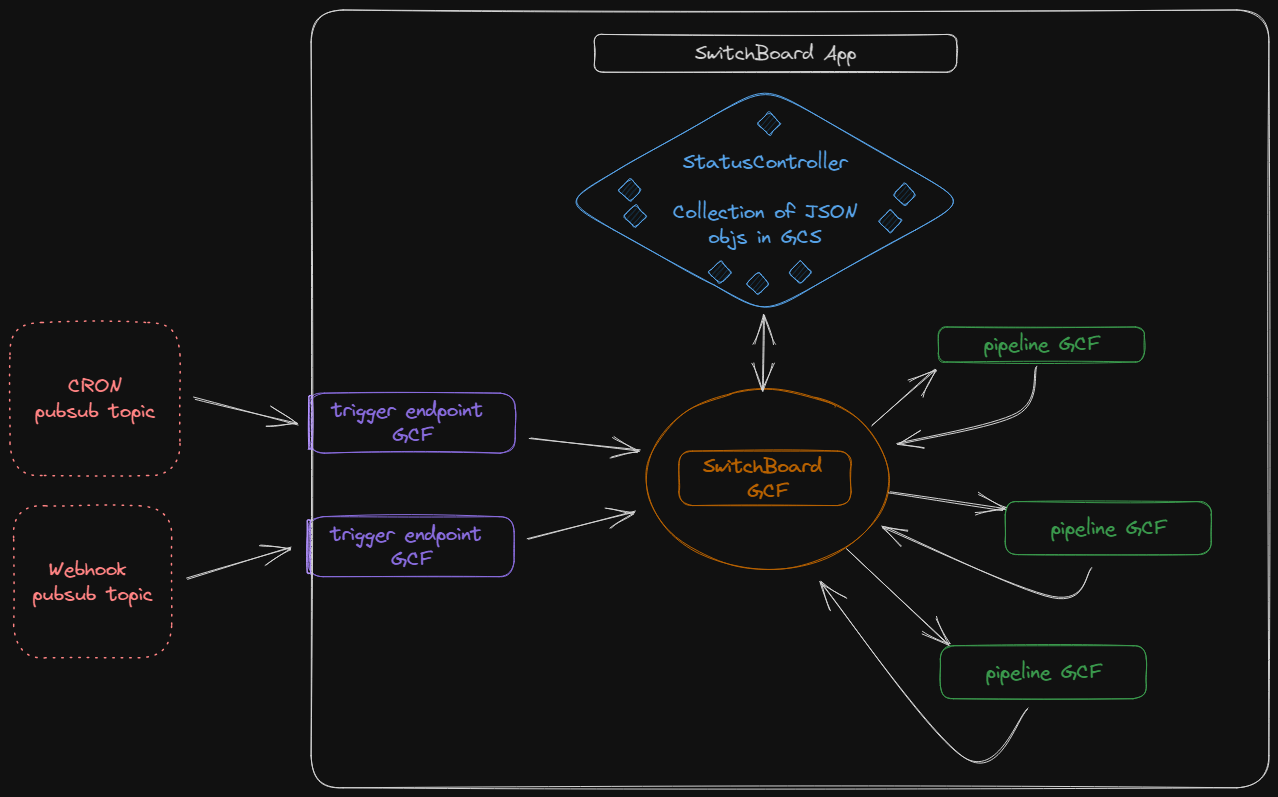 SwitchBoard App
StatusController
Collection of JSON
objs in GCS
CRON
pubsub topic
Webhook
pubsub topic
trigger endpoint
GCF
trigger endpoint
GCF
SwitchBoard
GCF
pipeline GCF
pipeline GCF
pipeline GCF